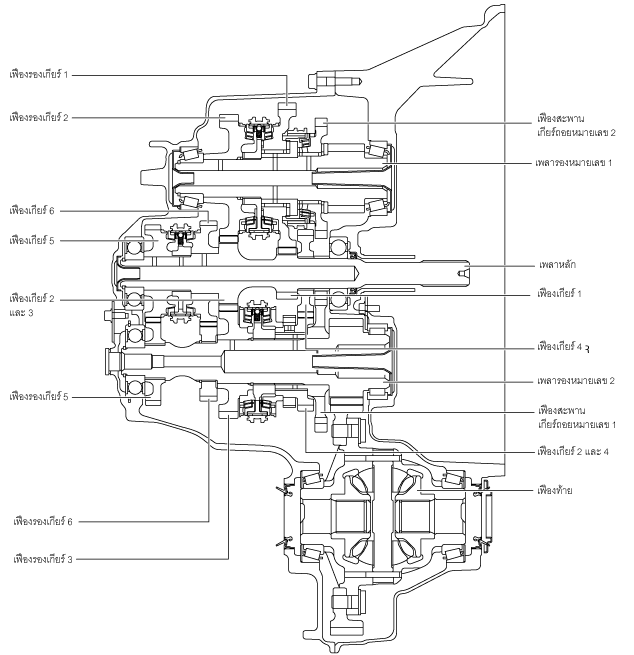 เฟืองรองเกียร์ 1
เฟืองรองเกียร์ 2
เฟืองสะพาน
เกียร์ถอยหมายเลข 2
เพลารองหมายเลข 1
เฟืองเกียร์ 6
เฟืองเกียร์ 5
เพลาหลัก
เฟืองเกียร์ 2
และ 3
เฟืองเกียร์ 1
เฟืองเกียร์ 4 รุ
เพลารองหมายเลข 2
เฟืองรองเกียร์ 5
เฟืองสะพาน
เกียร์ถอยหมายเลข 1
เฟืองเกียร์ 2 และ 4
เฟืองท้าย
เฟืองรองเกียร์ 6
เฟืองรองเกียร์ 3